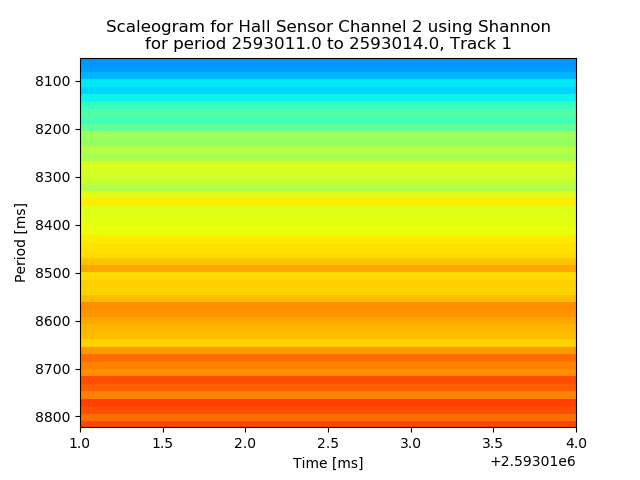 Scaleogram for Hall Sensor Channel 2 using Shannon
for period 2593011.0 to 2593014.0, Track 1
8100
8200
8300
8400
8500
8600
8700
8800
Period [ms]
1.0 1.5 2.0 2.5 3.0 3.5 4.0
Time [ms]
+2.59301e6